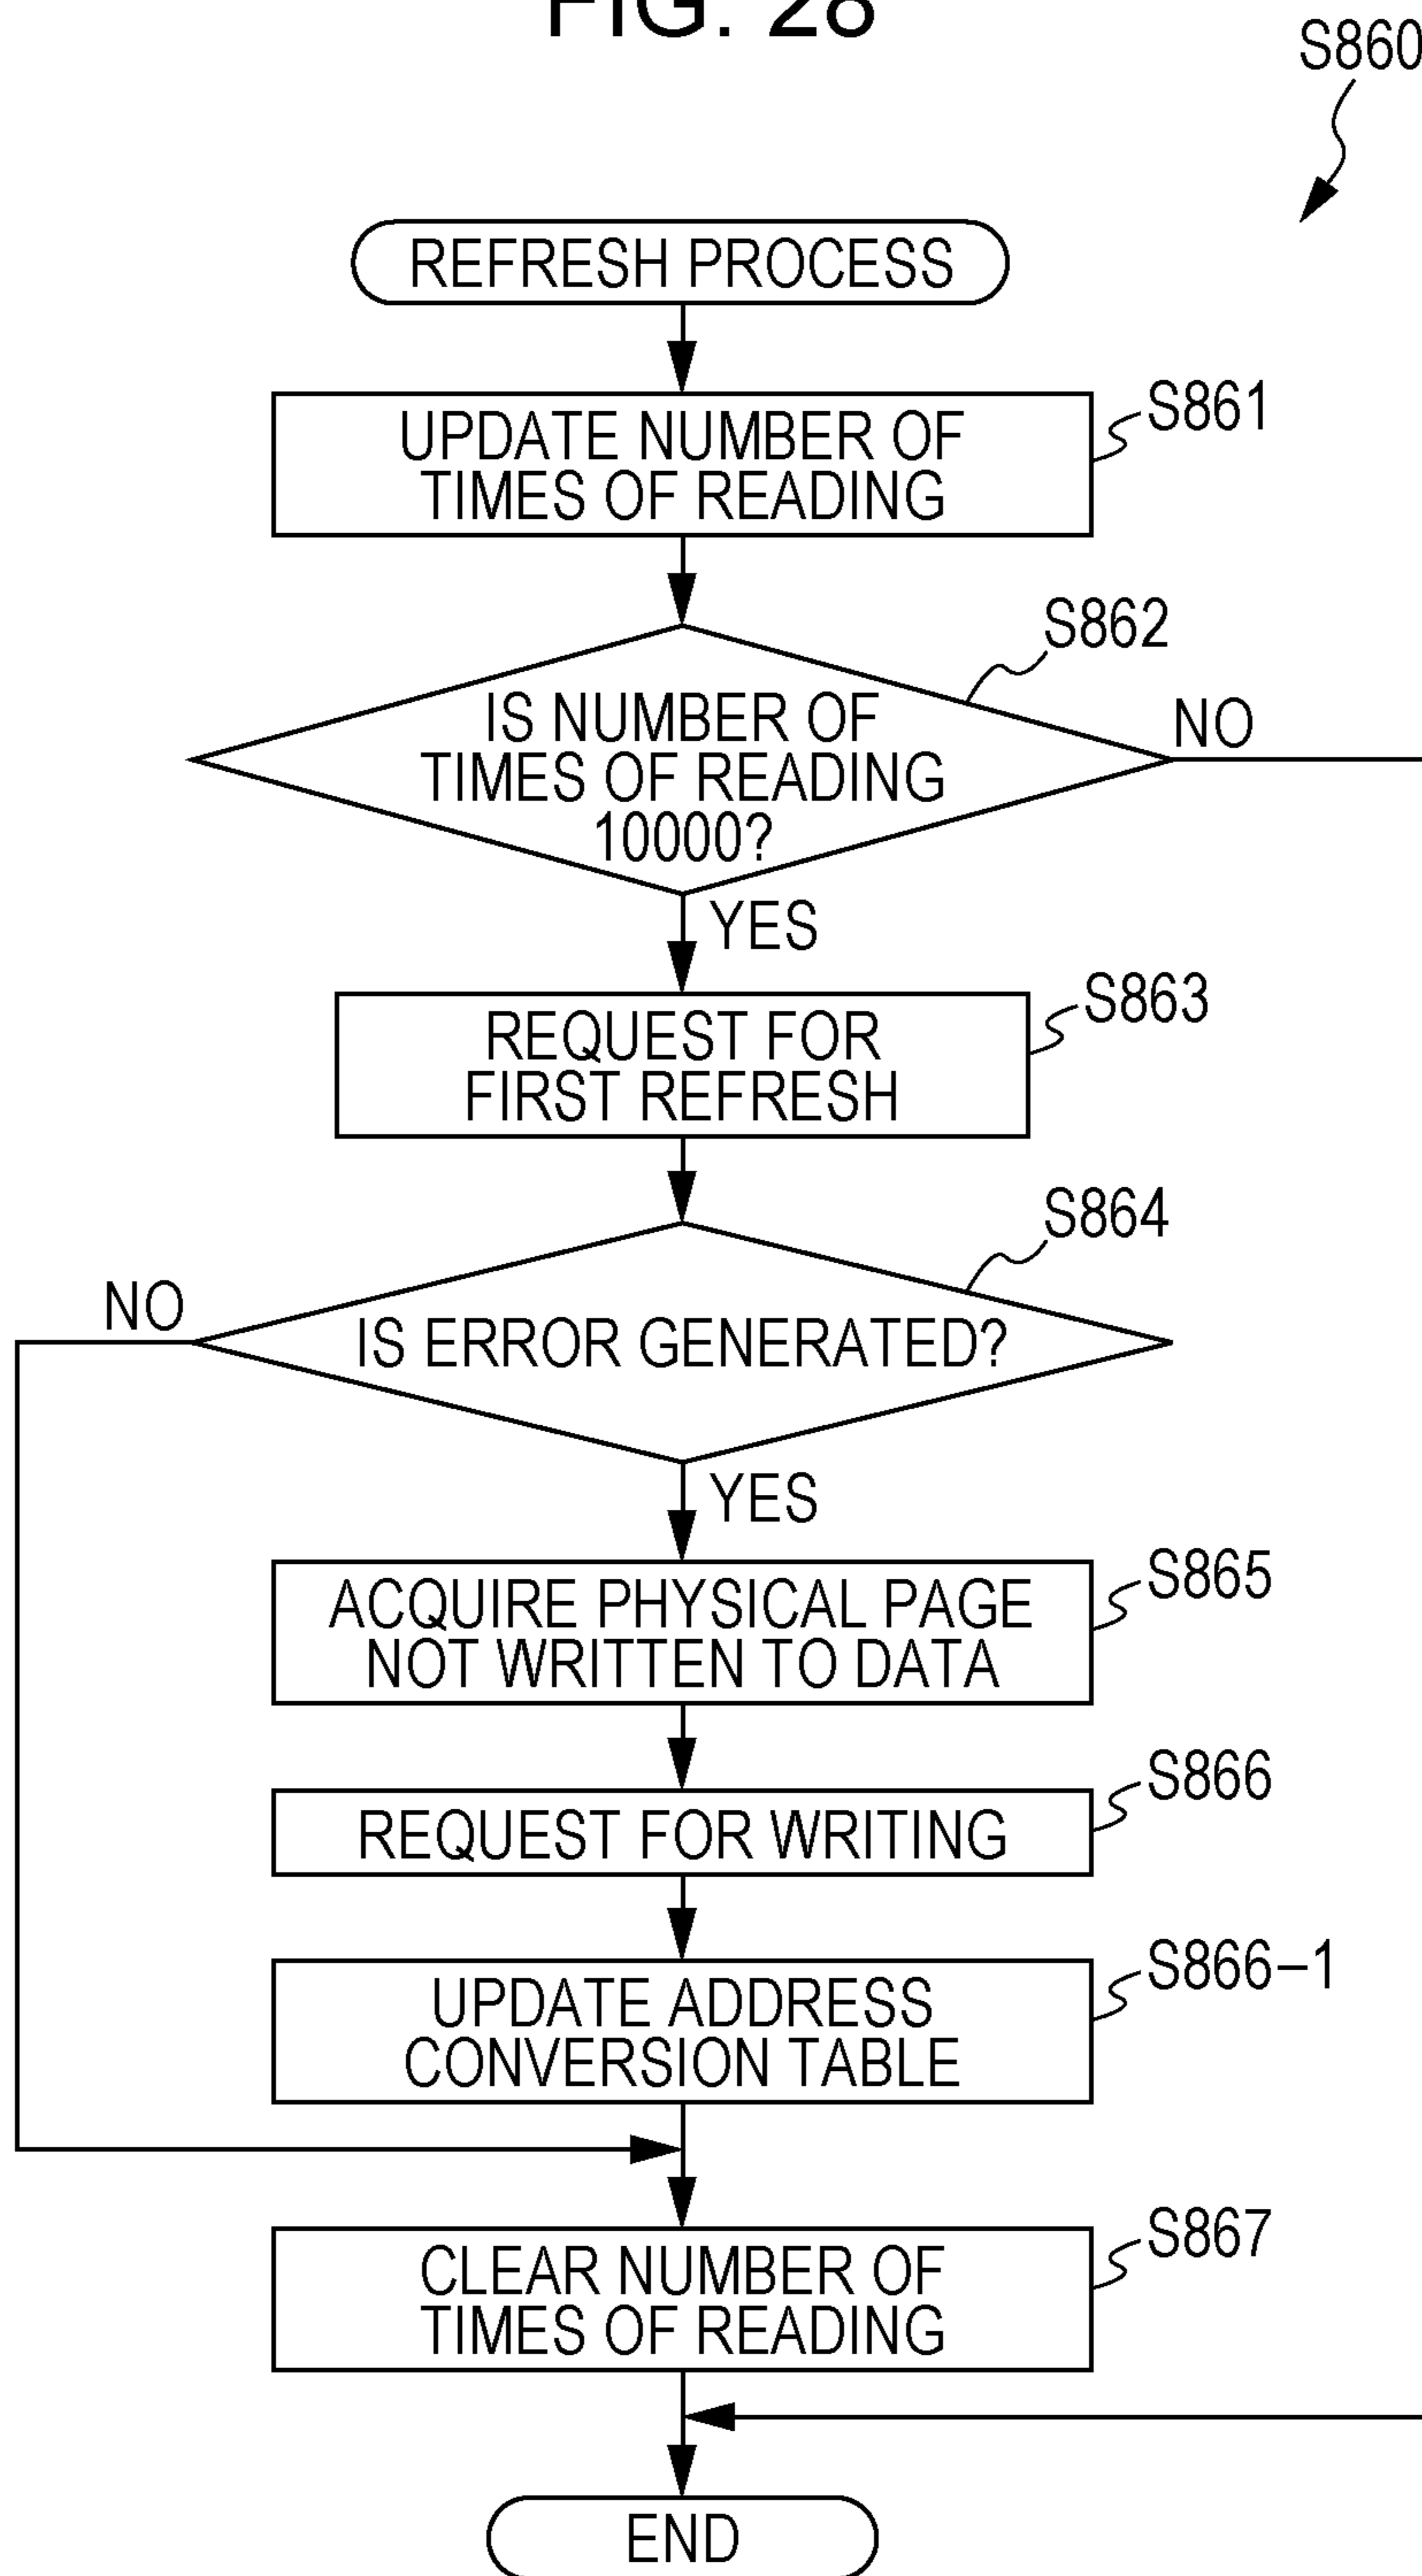 FIG. 28
S860
REFRESH PROCESS
UPDATE NUMBER OF
TIMES OF READING
S861
S862
IS NUMBER OF
TIMES OF READING
10000?
NO
YES
REQUEST FOR
FIRST REFRESH
S863
S864
NO
IS ERROR GENERATED?
YES
ACQUIRE PHYSICAL PAGE
NOT WRITTEN TO DATA
S865
REQUEST FOR WRITING
S866
UPDATE ADDRESS
CONVERSION TABLE
S866-1
CLEAR NUMBER OF
TIMES OF READING
S867
END